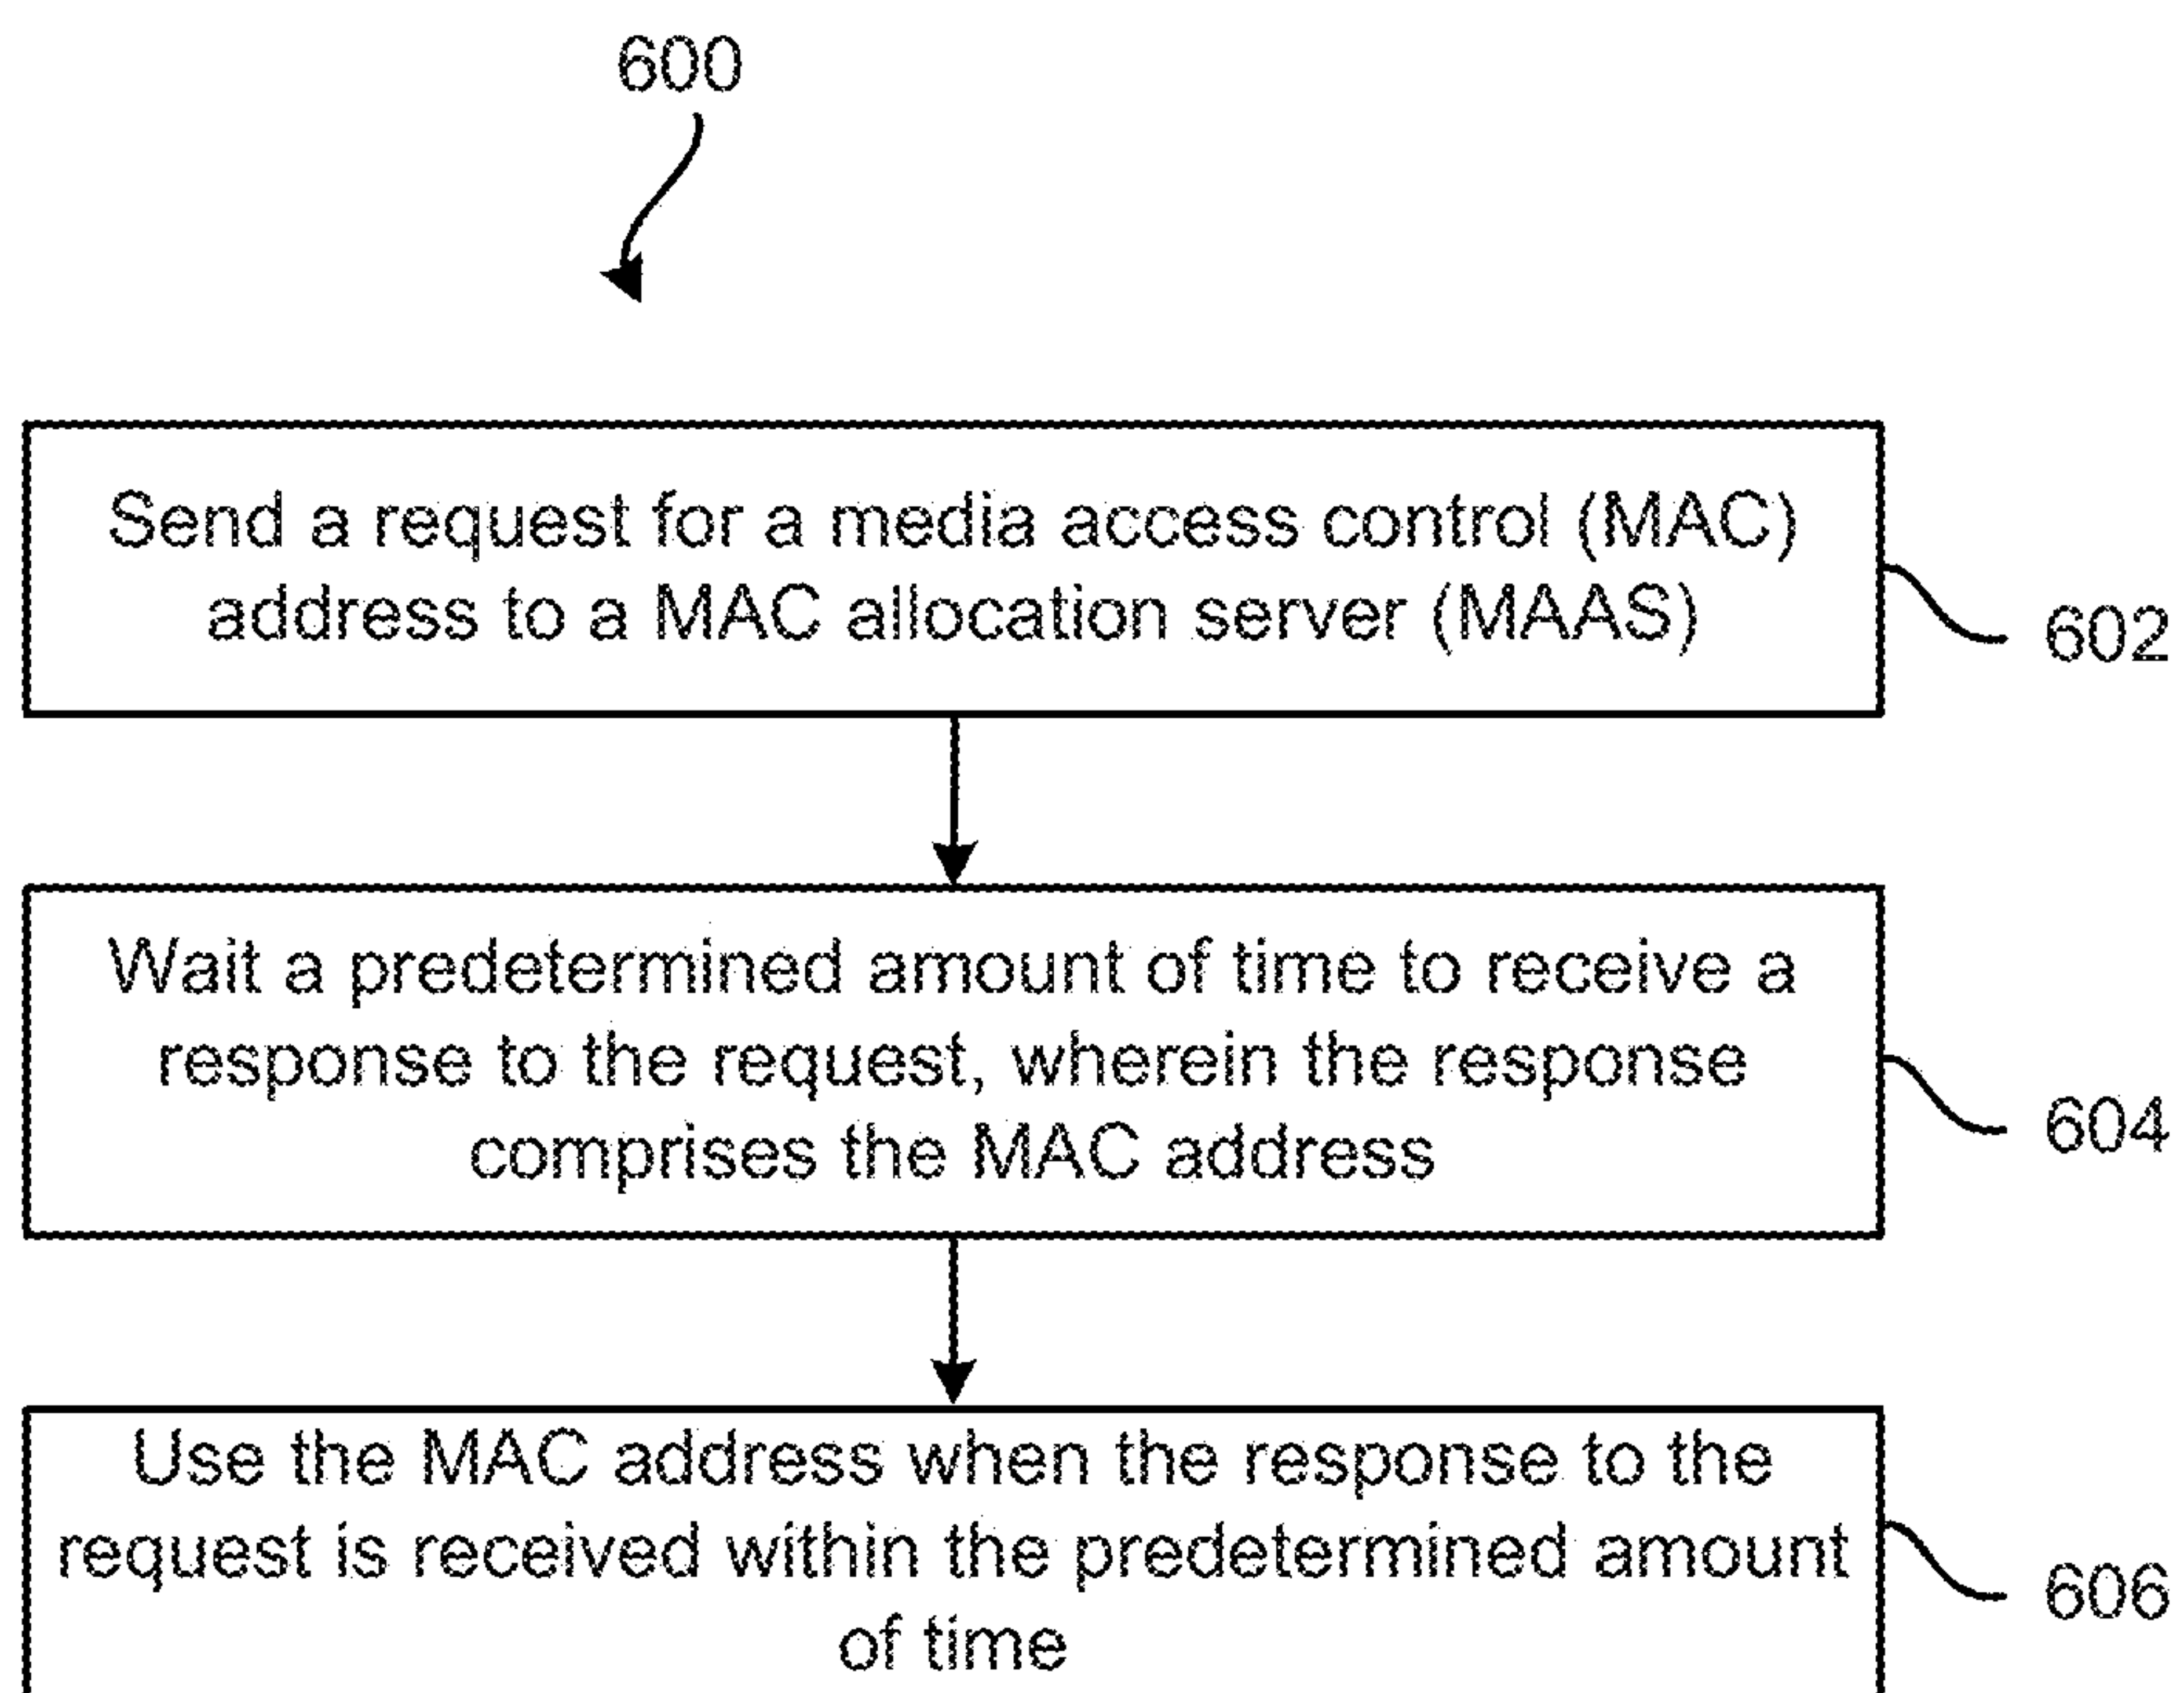 600
Send a request for a media access control (MAC)
address to a MAC allocation server (MAAS)
602
Wait a predetermined amount of time to receive a
response to the request, wherein the response
comprises the MAC address
604
Use the MAC address when the response to the
request is received within the predetermined amount
of time
606